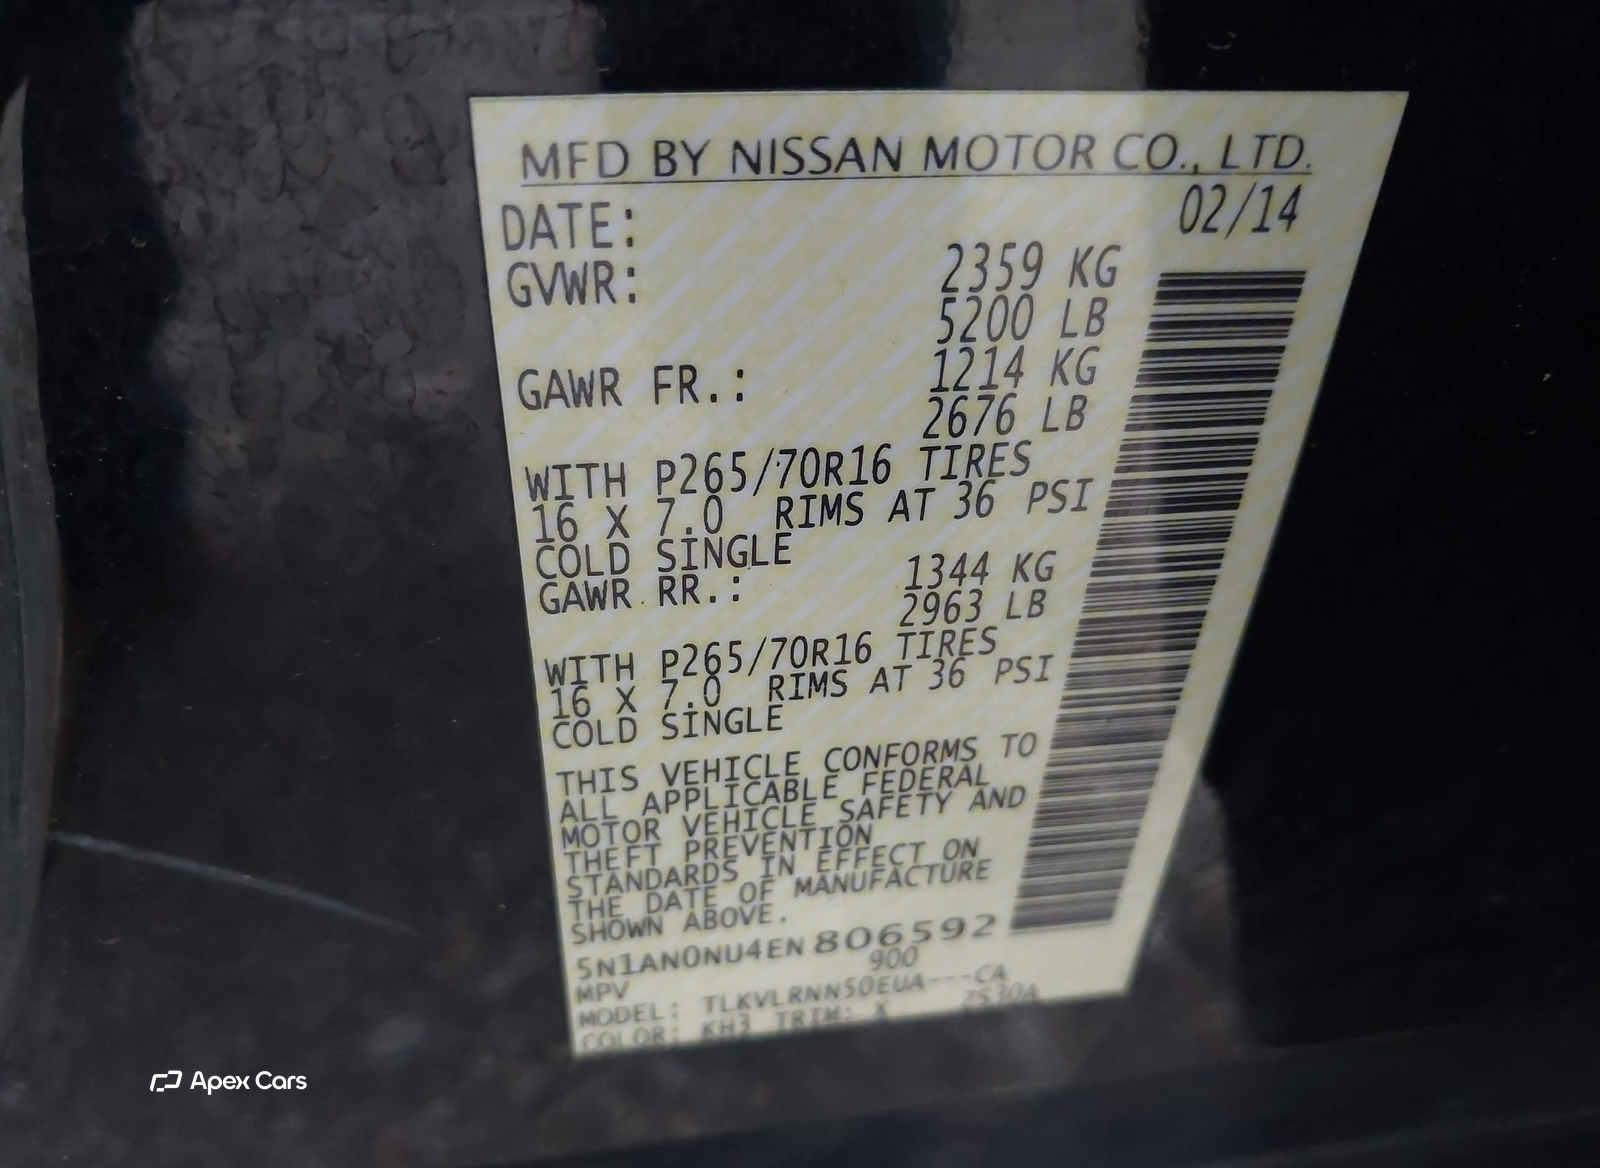 MFD BY NISSAN MOTOR CO., LTD.
DATE: 02/14
GVWR: 2359 KG
5200 LB
GAWR FR.: 1214 KG
2676 LB
WITH P265/70R16 TIRES
16 X 7.0 RIMS AT 36 PSI
COLD SINGLE
GAWR RR.: 1344 KG
2963 LB
WITH P265/70R16 TIRES
16 X 7.0 RIMS AT 36 PSI
COLD SINGLE
THIS VEHICLE CONFORMS TO
ALL APPLICABLE FEDERAL
MOTOR VEHICLE SAFETY AND
THEFT PREVENTION
STANDARDS IN EFFECT ON
THE DATE OF MANUFACTURE
SHOWN ABOVE.
5N1AN0NU4EN806592
MPV 900
MODEL: TLKVLRNN50EUA---CA
COLOR: KH3 TRIM: X ZS30A
Apex Cars